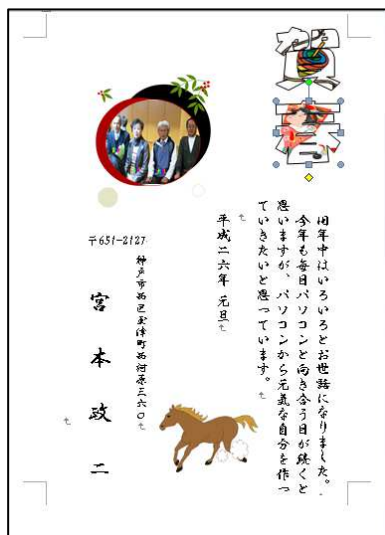 賀春
旧年中はいろいろとお世話になりました。
今年も毎日パソコンと向き合う日が続くと
思いますが、パソコンから元気な自分を作っ
ていきたいと思っています。
平成二六年 元旦
神戸市西区玉津町西河原三六〇
〒651-2127
宮本政二